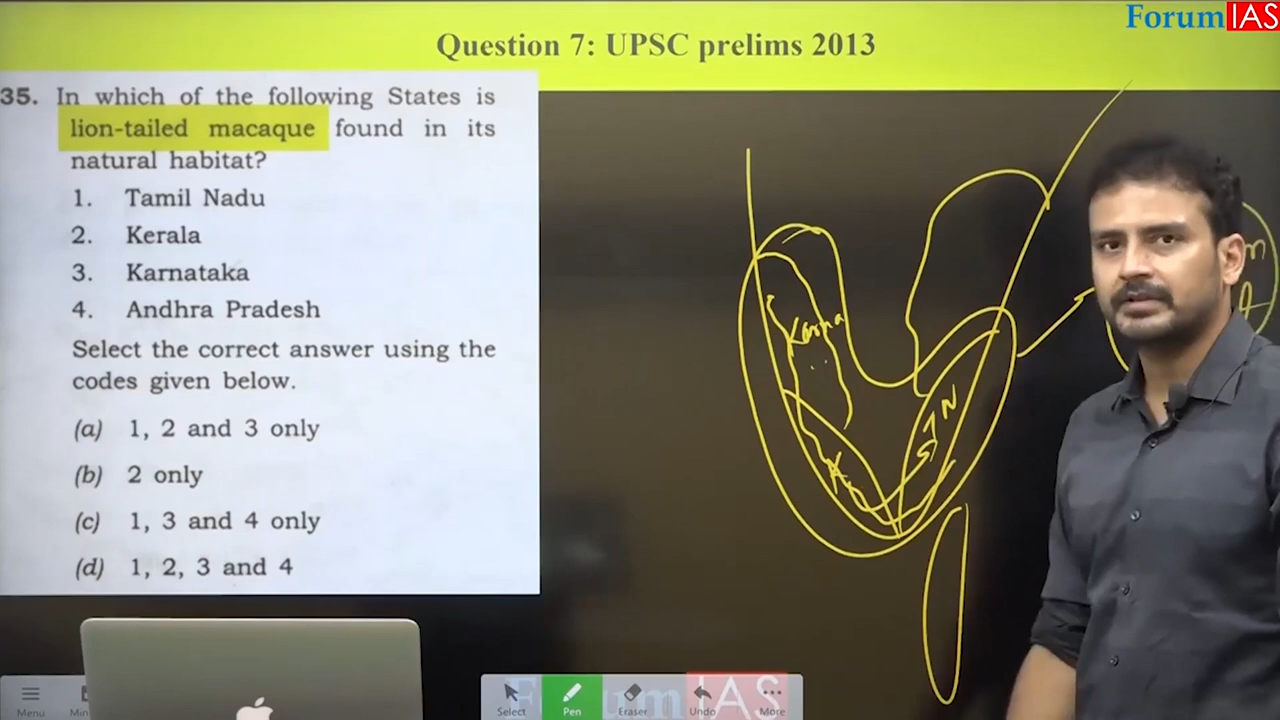 ForumIAS
Question 7: UPSC prelims 2013
35. In which of the following States is
lion-tailed macaque found in its
natural habitat?
1. Tamil Nadu
2. Kerala
3. Karnataka
4. Andhra Pradesh
Select the correct answer using the
codes given below.
(a) 1, 2 and 3 only
(b) 2 only
(c) 1, 3 and 4 only
(d) 1, 2, 3 and 4
TN
Menu
Select Pen Eraser Undo More
ForumIAS